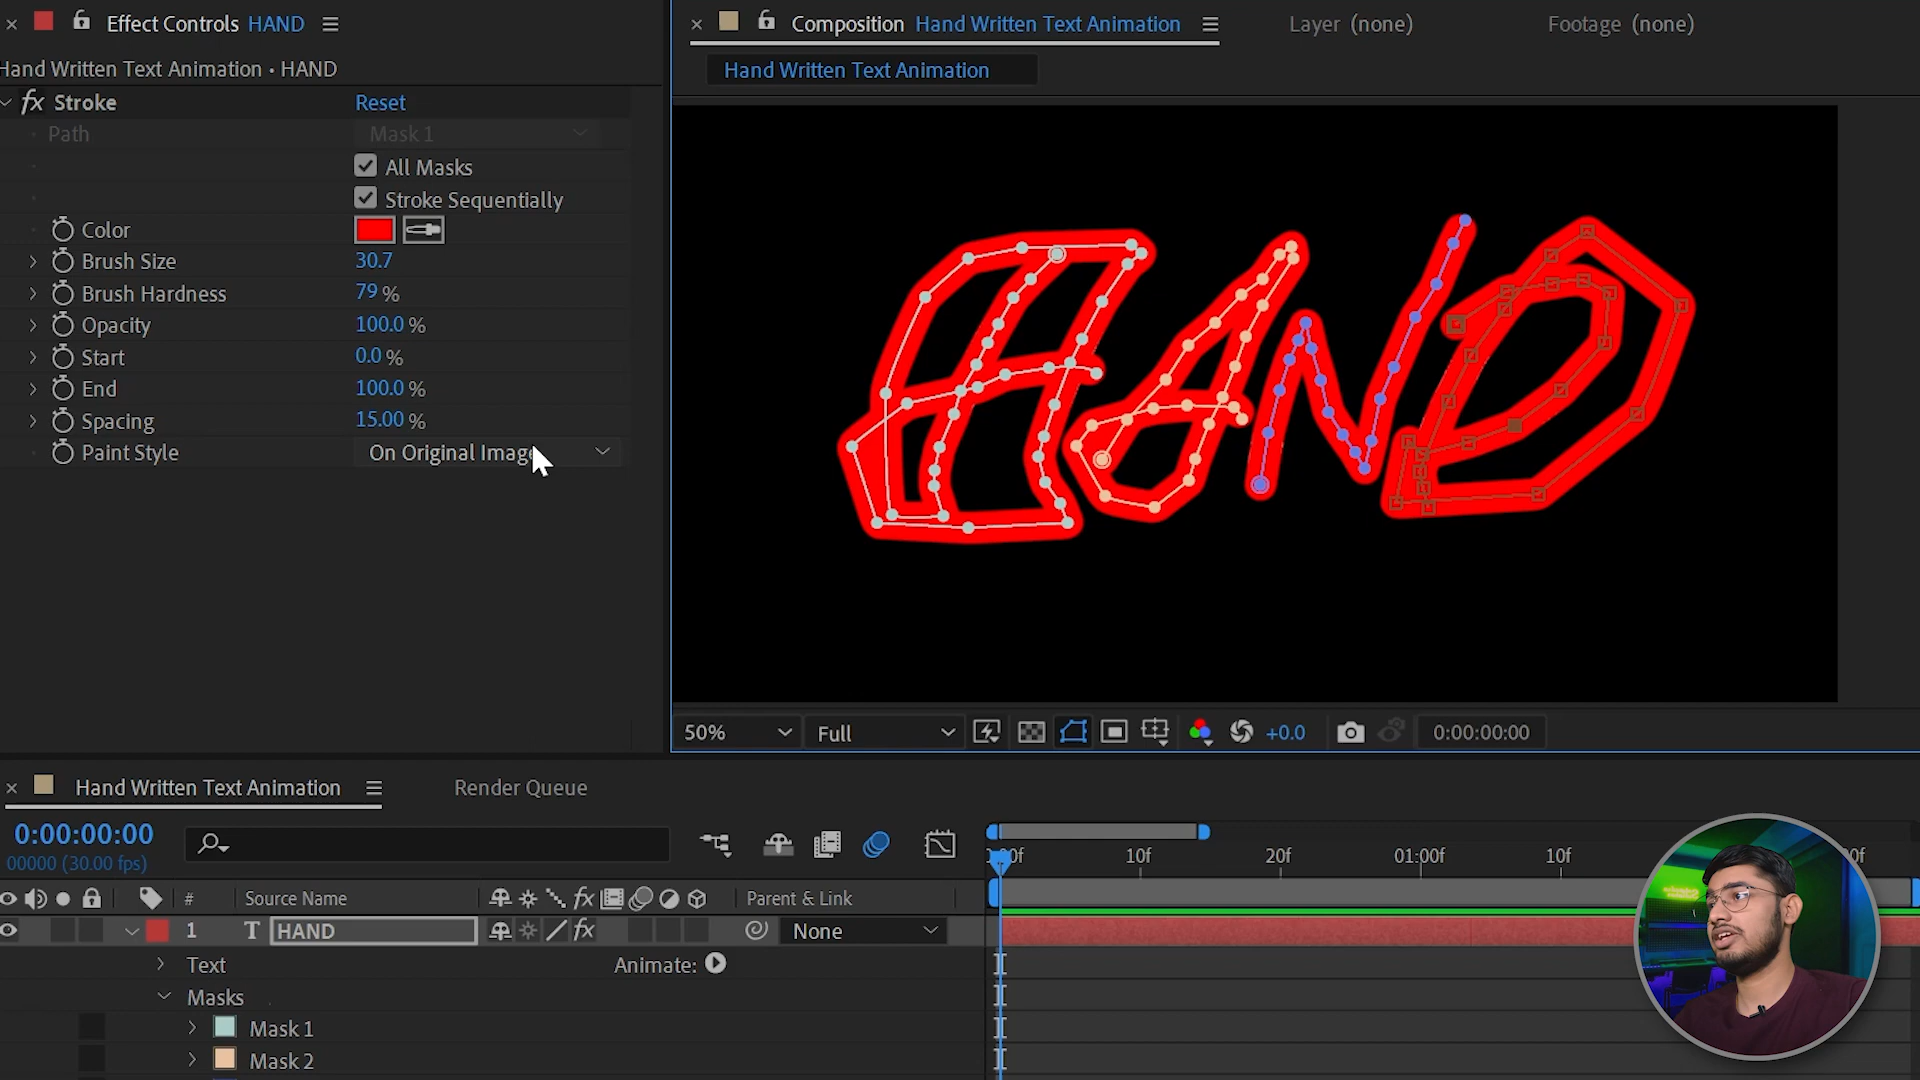 Effect Controls HAND
Hand Written Text Animation • HAND
fx Stroke Reset
Path Mask 1
All Masks
Stroke Sequentially
Color
Brush Size 30.7
Brush Hardness 79 %
Opacity 100.0 %
Start 0.0 %
End 100.0 %
Spacing 15.00 %
Paint Style On Original Image
Composition Hand Written Text Animation
Layer (none)
Footage (none)
Hand Written Text Animation
HAND
50% Full +0.0 0:00:00:00
Hand Written Text Animation
Render Queue
0:00:00:00
00000 (30.00 fps)
10f 20f 01:00f 10f
# Source Name fx Parent & Link
1 T HAND fx None
Text Animate:
Masks
Mask 1
Mask 2